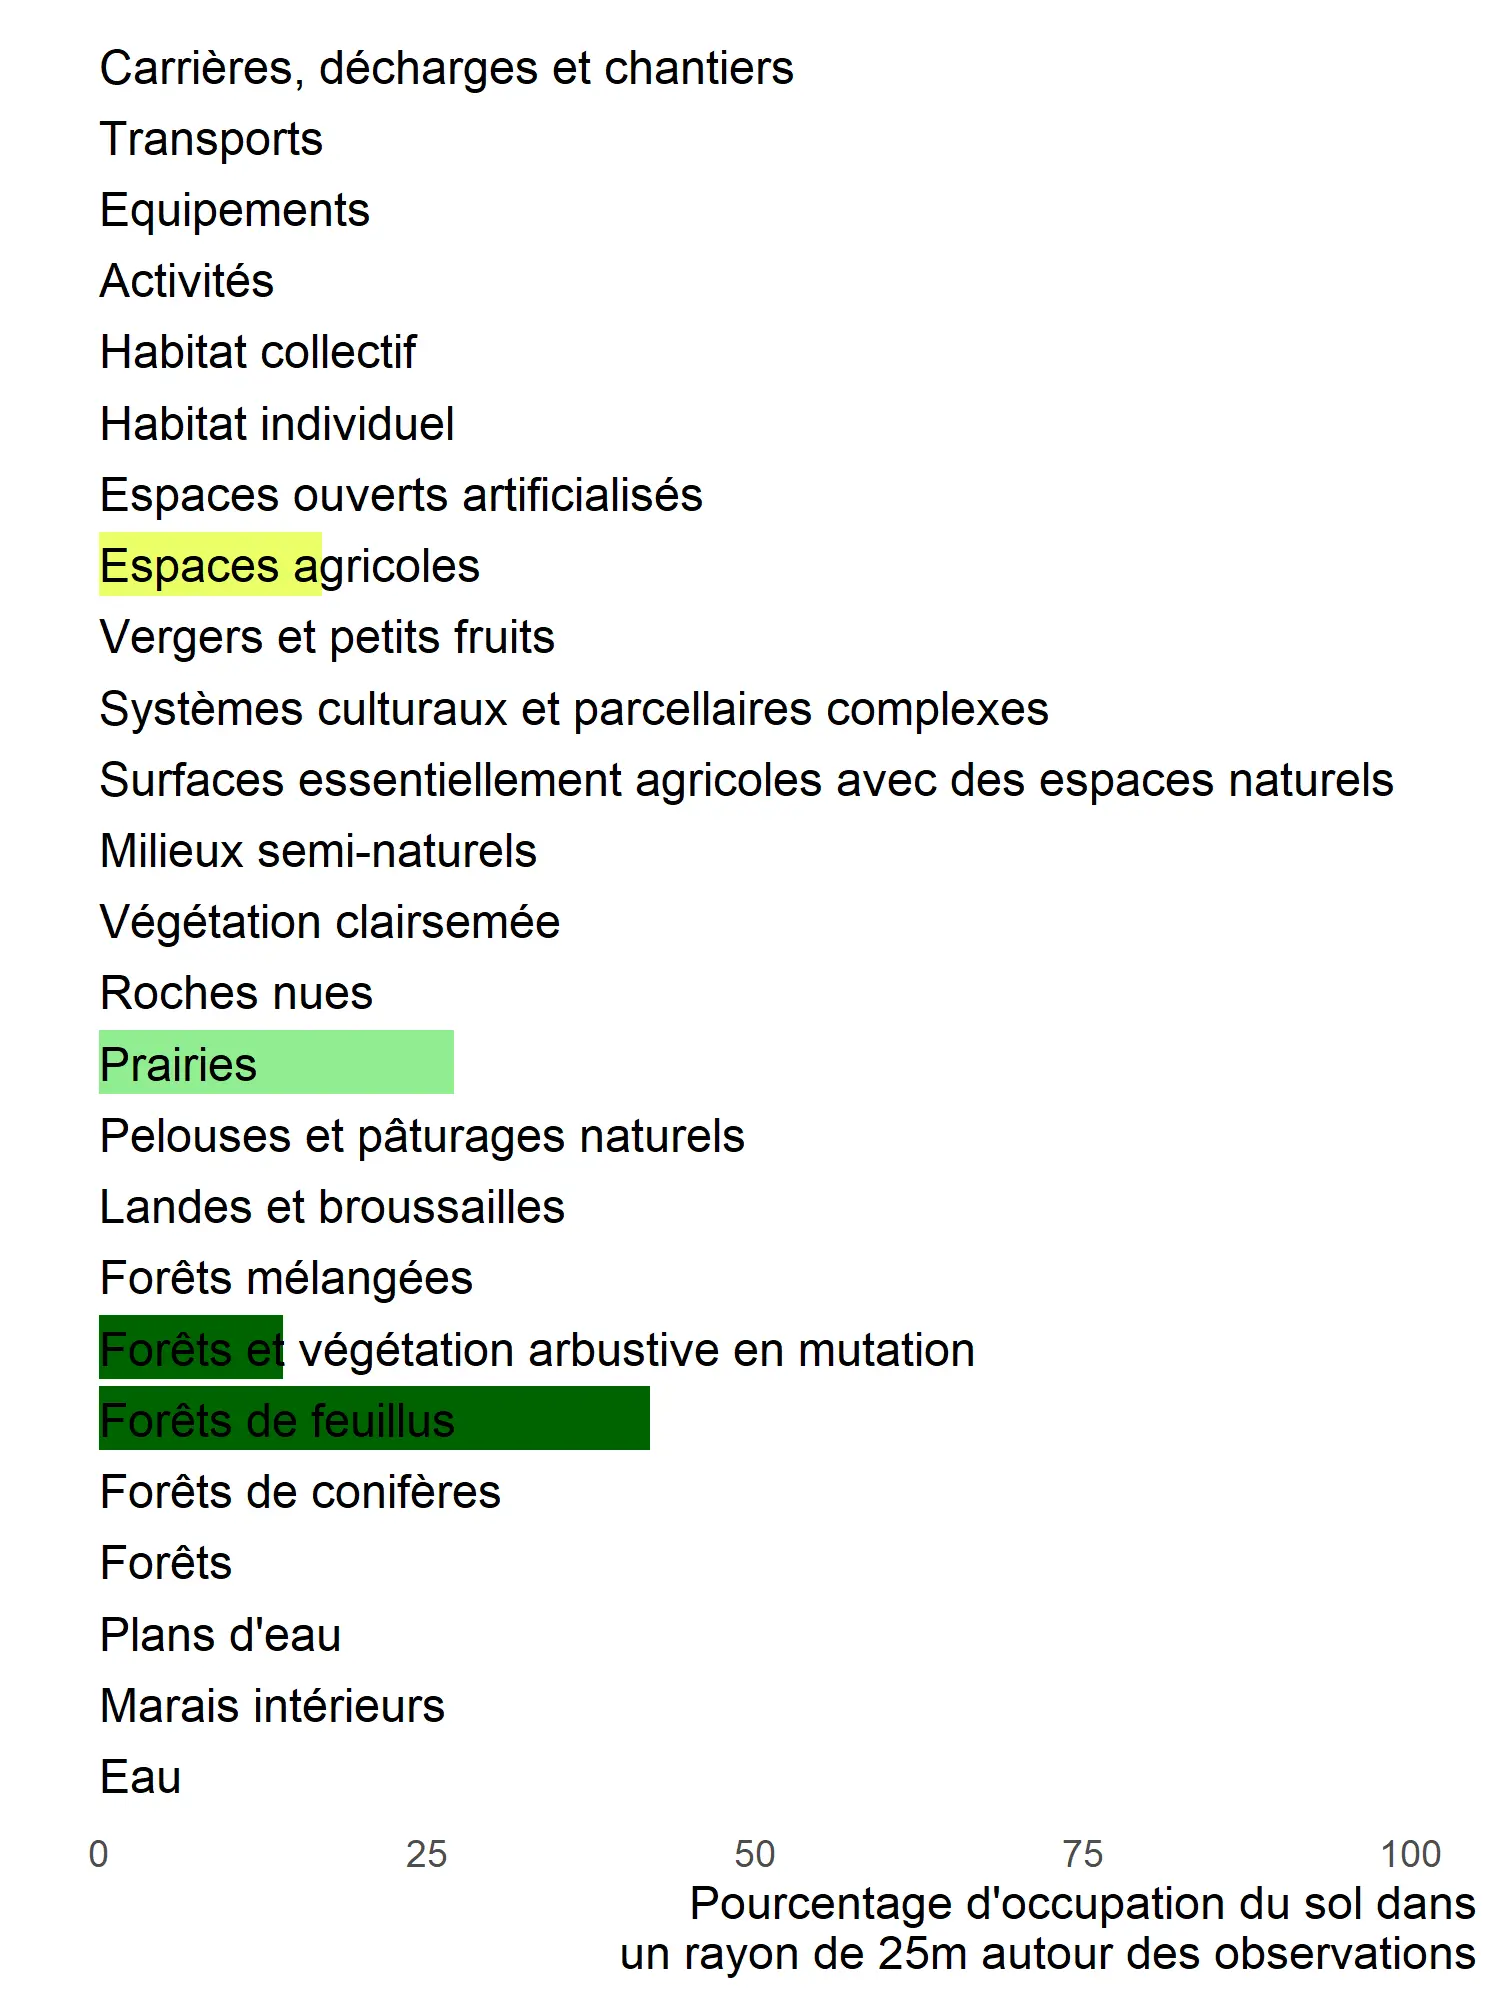 Carrières, décharges et chantiers
Transports
Equipements
Activités
Habitat collectif
Habitat individuel
Espaces ouverts artificialisés
Espaces agricoles
Vergers et petits fruits
Systèmes culturaux et parcellaires complexes
Surfaces essentiellement agricoles avec des espaces naturels
Milieux semi-naturels
Végétation clairsemée
Roches nues
Prairies
Pelouses et pâturages naturels
Landes et broussailles
Forêts mélangées
Forêts et végétation arbustive en mutation
Forêts de feuillus
Forêts de conifères
Forêts
Plans d'eau
Marais intérieurs
Eau
0 25 50 75 100
Pourcentage d'occupation du sol dans
un rayon de 25m autour des observations